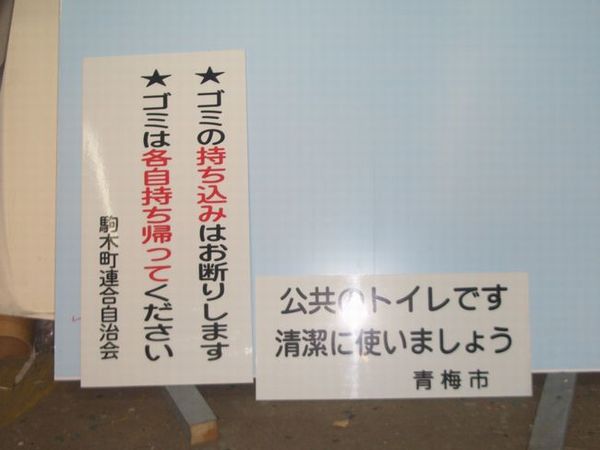 ★ゴミの持ち込みはお断りします
★ゴミは各自持ち帰ってください
駒木町連合自治会
公共のトイレです
清潔に使いましょう
青梅市